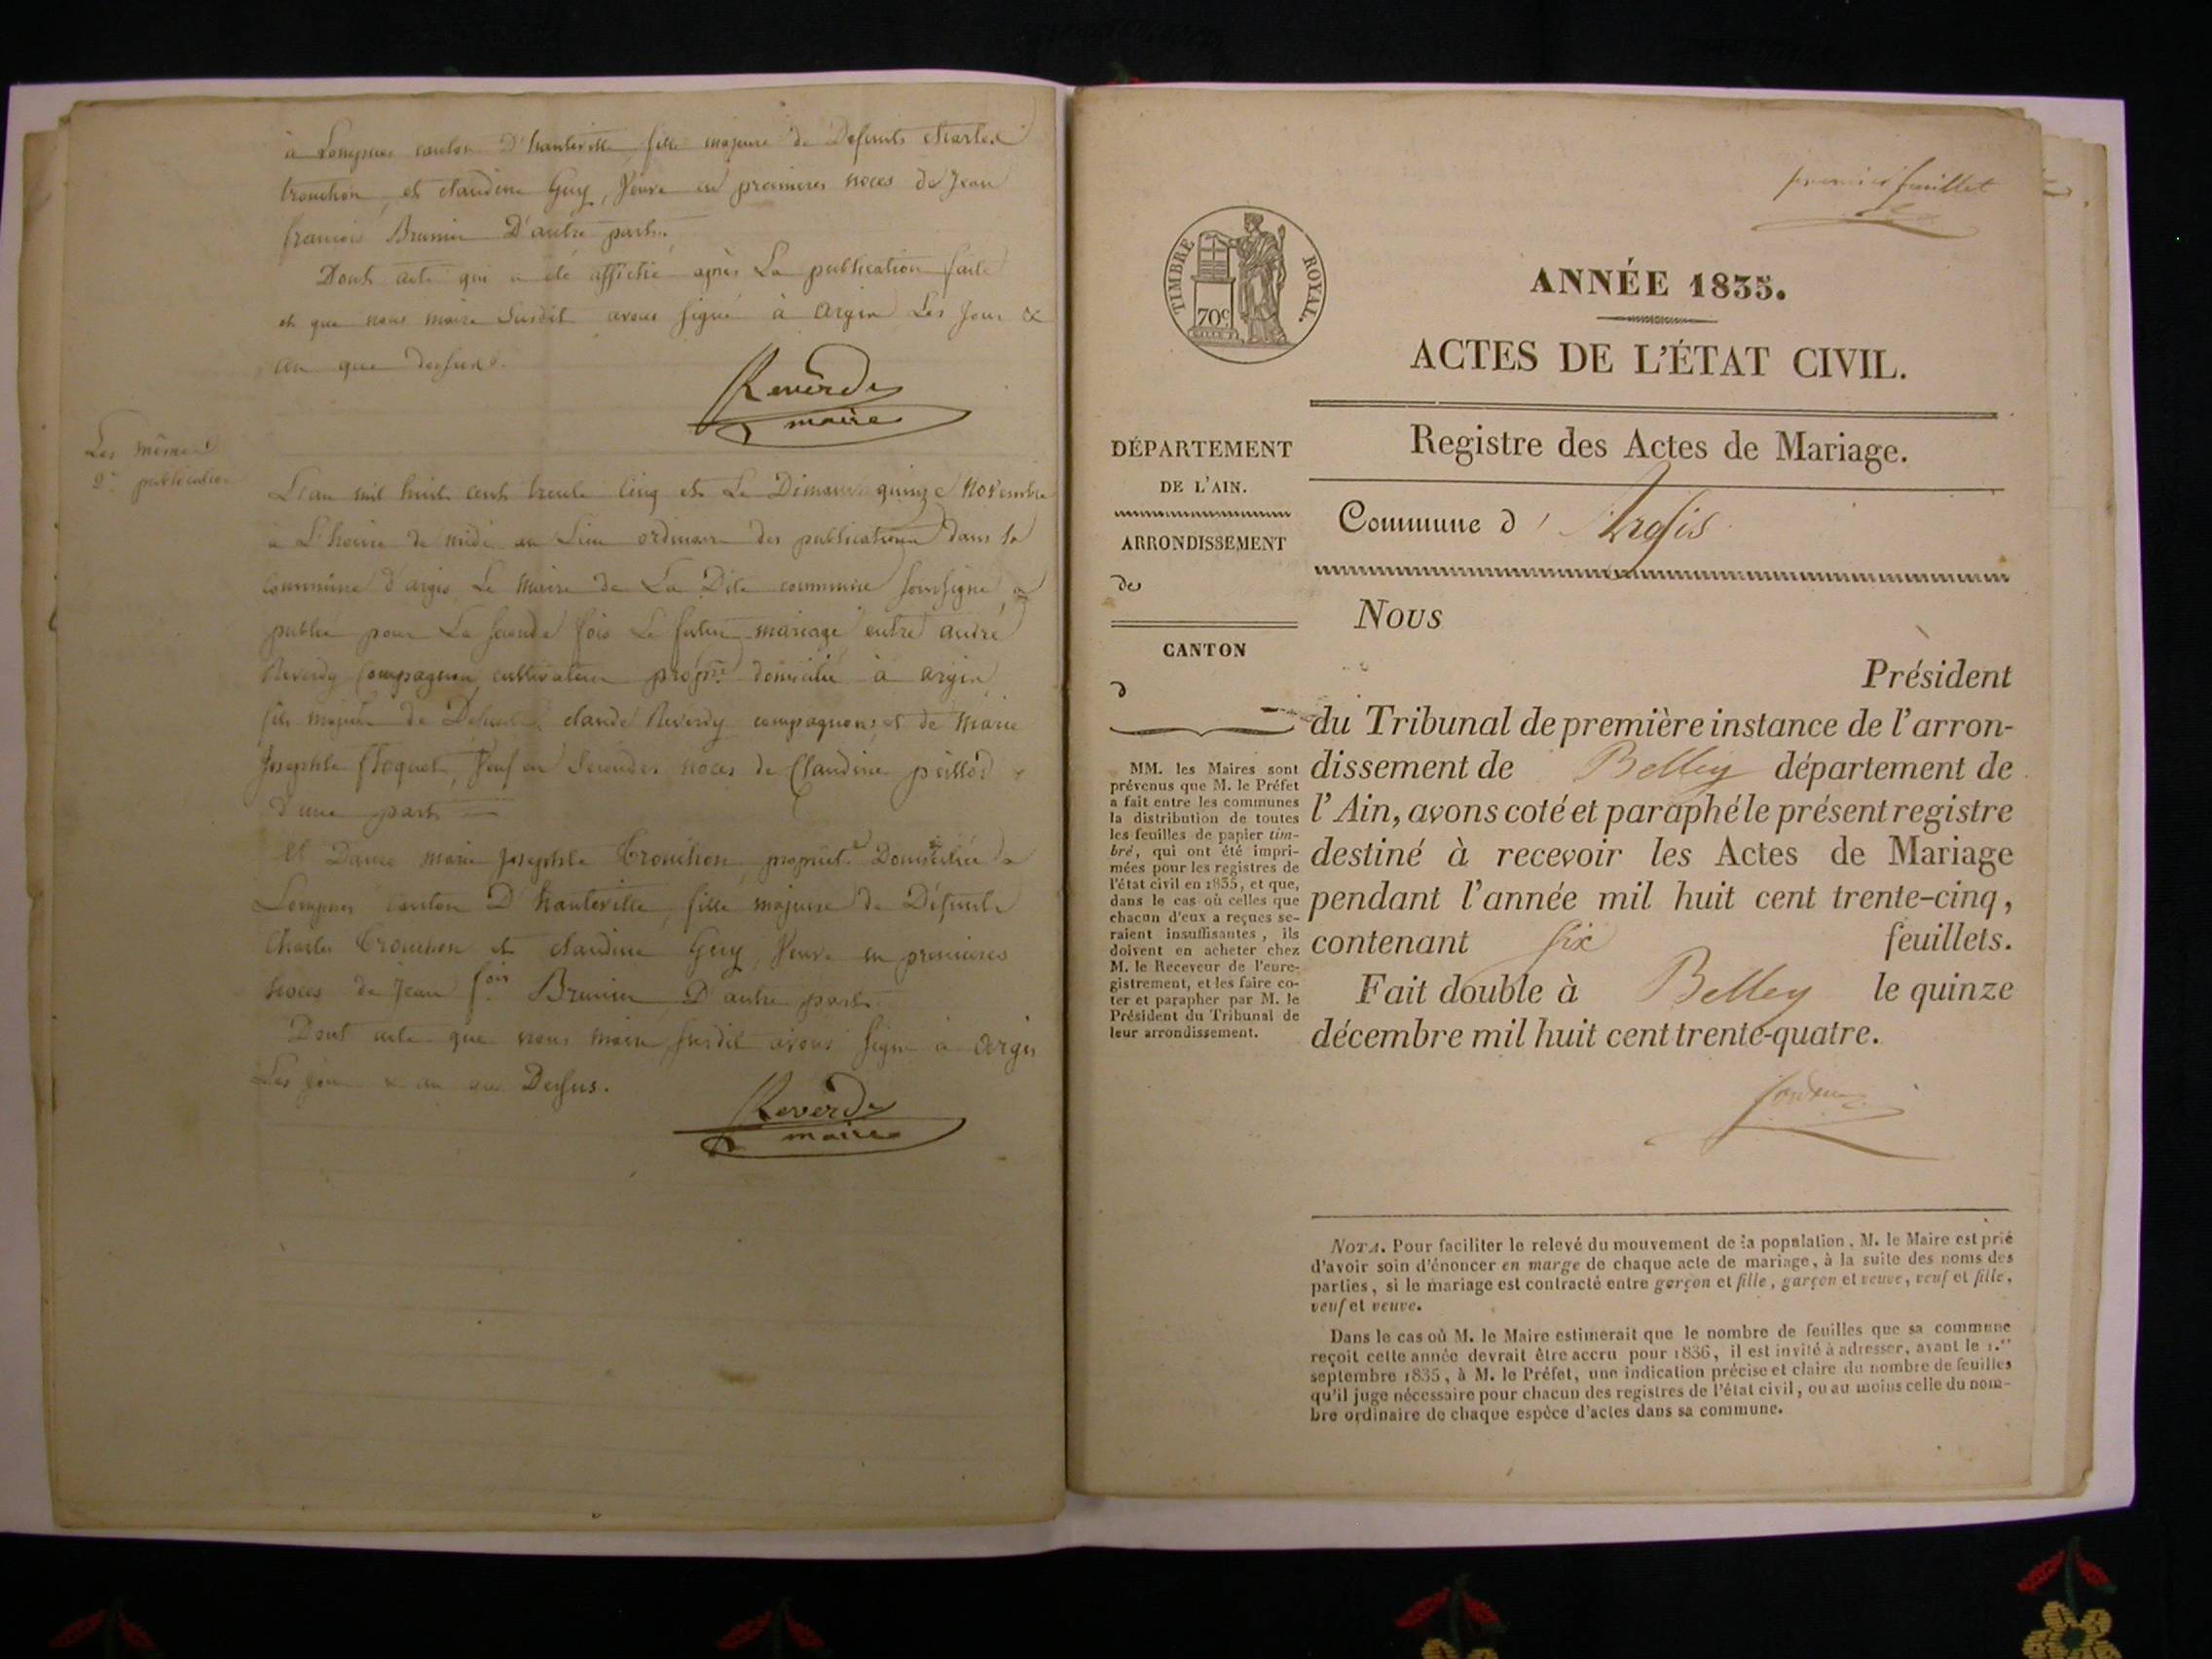 à Lompnes canton D'hauteville, fille majeure de Defunts Charles
trouchon, et claudine Guy, Veuve en premieres noces de Jean
francois Brunier D'autre part.
Dont acte qui a été affiché après La publication faite
et que nous maire Susdit avons signé à argis Les Jour &
an que dessus.
Reverdy
maire
Les mêmes
2e publication
L'an mil huit cent trente cinq et Le Dimanche quinze Novembre
à L'heure de midi au Lieu ordinaire des publications dans la
commune d'argis Le Maire de La Dite commune soussigné, a
publié pour La seconde fois Le futur mariage entre andré
Reverdy Compagnon cultivateur propre domicilié à argis,
fils majeur de Defunt claude Reverdy compagnon, et de Marie
Josephte floquet, Veuf en Secondes noces de Claudine peillod
d'une part
Et Dame marie Josephte Trouchon, propriet.e Domiciliée à
Lompnes canton D'hauteville, fille majeure de Défunts
Charles Trouchon et claudine Guy, Veuve en premieres
noces de Jean fois Brunier D'autre part.
Dont acte que nous maire susdit avons signé à argis
Les jour & an que Dessus.
Reverdy
maire
premier feuillet
TIMBRE ROYAL.
70c
ANNÉE 1835.
ACTES DE L'ÉTAT CIVIL.
DÉPARTEMENT
DE L'AIN.
ARRONDISSEMENT
de
CANTON
d
MM. les Maires sont
prévenus que M. le Préfet
a fait entre les communes
la distribution de toutes
les feuilles de papier tim-
bré, qui ont été impri-
mées pour les registres de
l'état civil en 1835, et que,
dans le cas où celles que
chacun d'eux a reçues se-
raient insuffisantes, ils
doivent en acheter chez
M. le Receveur de l'enre-
gistrement, et les faire co-
ter et parapher par M. le
Président du Tribunal de
leur arrondissement.
Registre des Actes de Mariage.
Commune d'Argis
Nous
Président
du Tribunal de première instance de l'arron-
dissement de Belley département de
l'Ain, avons coté et paraphé le présent registre
destiné à recevoir les Actes de Mariage
pendant l'année mil huit cent trente-cinq,
contenant six feuillets.
Fait double à Belley le quinze
décembre mil huit cent trente-quatre.
NOTA. Pour faciliter le relevé du mouvement de la population, M. le Maire est prié
d'avoir soin d'énoncer en marge de chaque acte de mariage, à la suite des noms des
parties, si le mariage est contracté entre garçon et fille, garçon et veuve, veuf et fille,
veuf et veuve.
Dans le cas où M. le Maire estimerait que le nombre de feuilles que sa commune
reçoit cette année devrait être accru pour 1836, il est invité à adresser, avant le 1.er
septembre 1835, à M. le Préfet, une indication précise et claire du nombre de feuilles
qu'il juge nécessaire pour chacun des registres de l'état civil, ou au moins celle du nom-
bre ordinaire de chaque espèce d'actes dans sa commune.